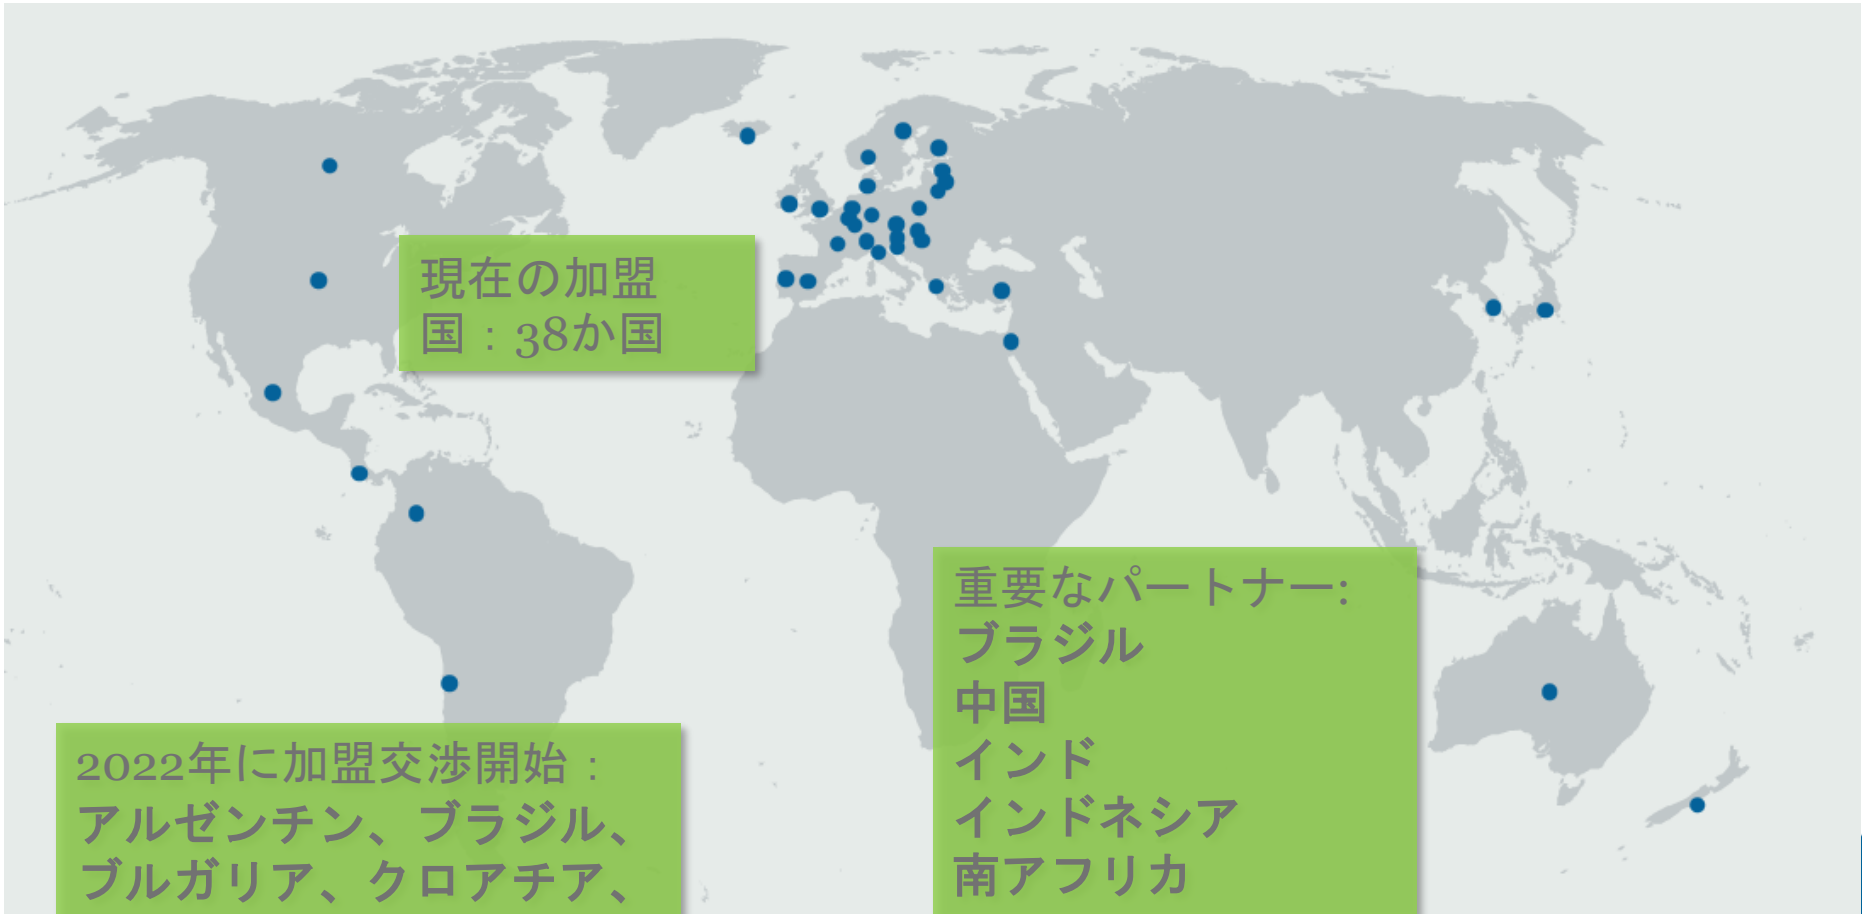 現在の加盟
国：38か国
重要なパートナー:
ブラジル
中国
インド
インドネシア
南アフリカ
2022年に加盟交渉開始：
アルゼンチン、ブラジル、
ブルガリア、クロアチア、